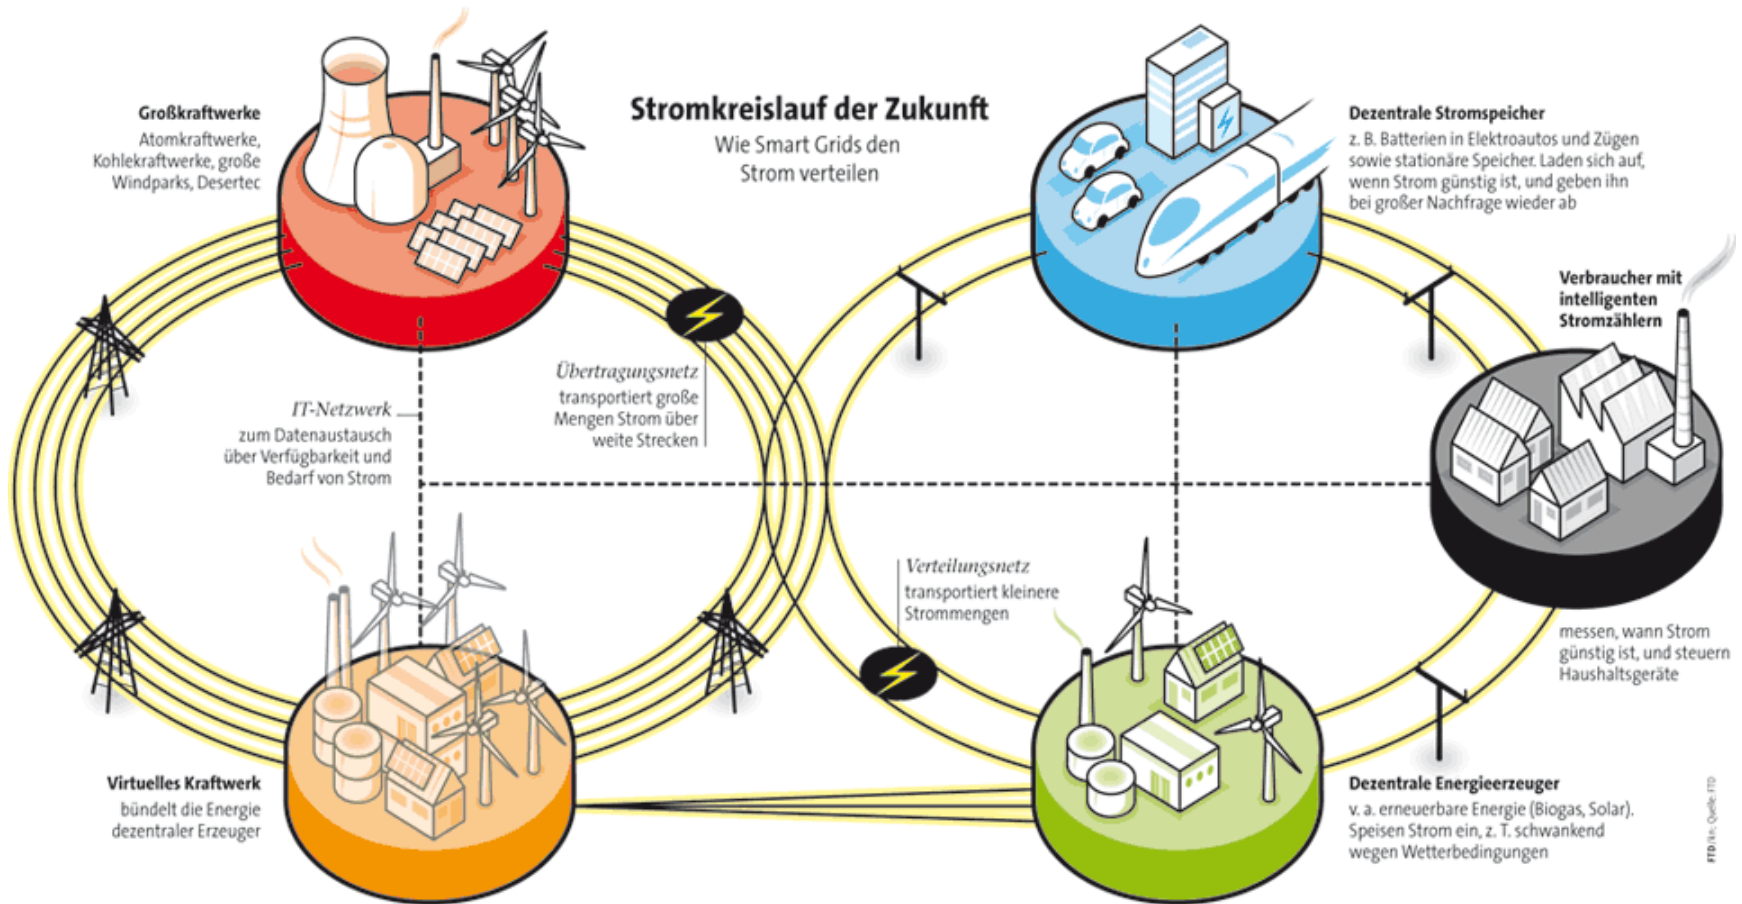 Stromkreislauf der Zukunft
Wie Smart Grids den
Strom verteilen
Großkraftwerke
Atomkraftwerke,
Kohlekraftwerke, große
Windparks, Desertec
Dezentrale Stromspeicher
z. B. Batterien in Elektroautos und Zügen
sowie stationäre Speicher. Laden sich auf,
wenn Strom günstig ist, und geben ihn
bei großer Nachfrage wieder ab
Verbraucher mit
intelligenten
Stromzählern
messen, wann Strom
günstig ist, und steuern
Haushaltsgeräte
Übertragungsnetz
transportiert große
Mengen Strom über
weite Strecken
IT-Netzwerk
zum Datenaustausch
über Verfügbarkeit und
Bedarf von Strom
Verteilungsnetz
transportiert kleinere
Strommengen
Virtuelles Kraftwerk
bündelt die Energie
dezentraler Erzeuger
Dezentrale Energieerzeuger
v. a. erneuerbare Energie (Biogas, Solar).
Speisen Strom ein, z. T. schwankend
wegen Wetterbedingungen
FTD/kn; Quelle: FTD